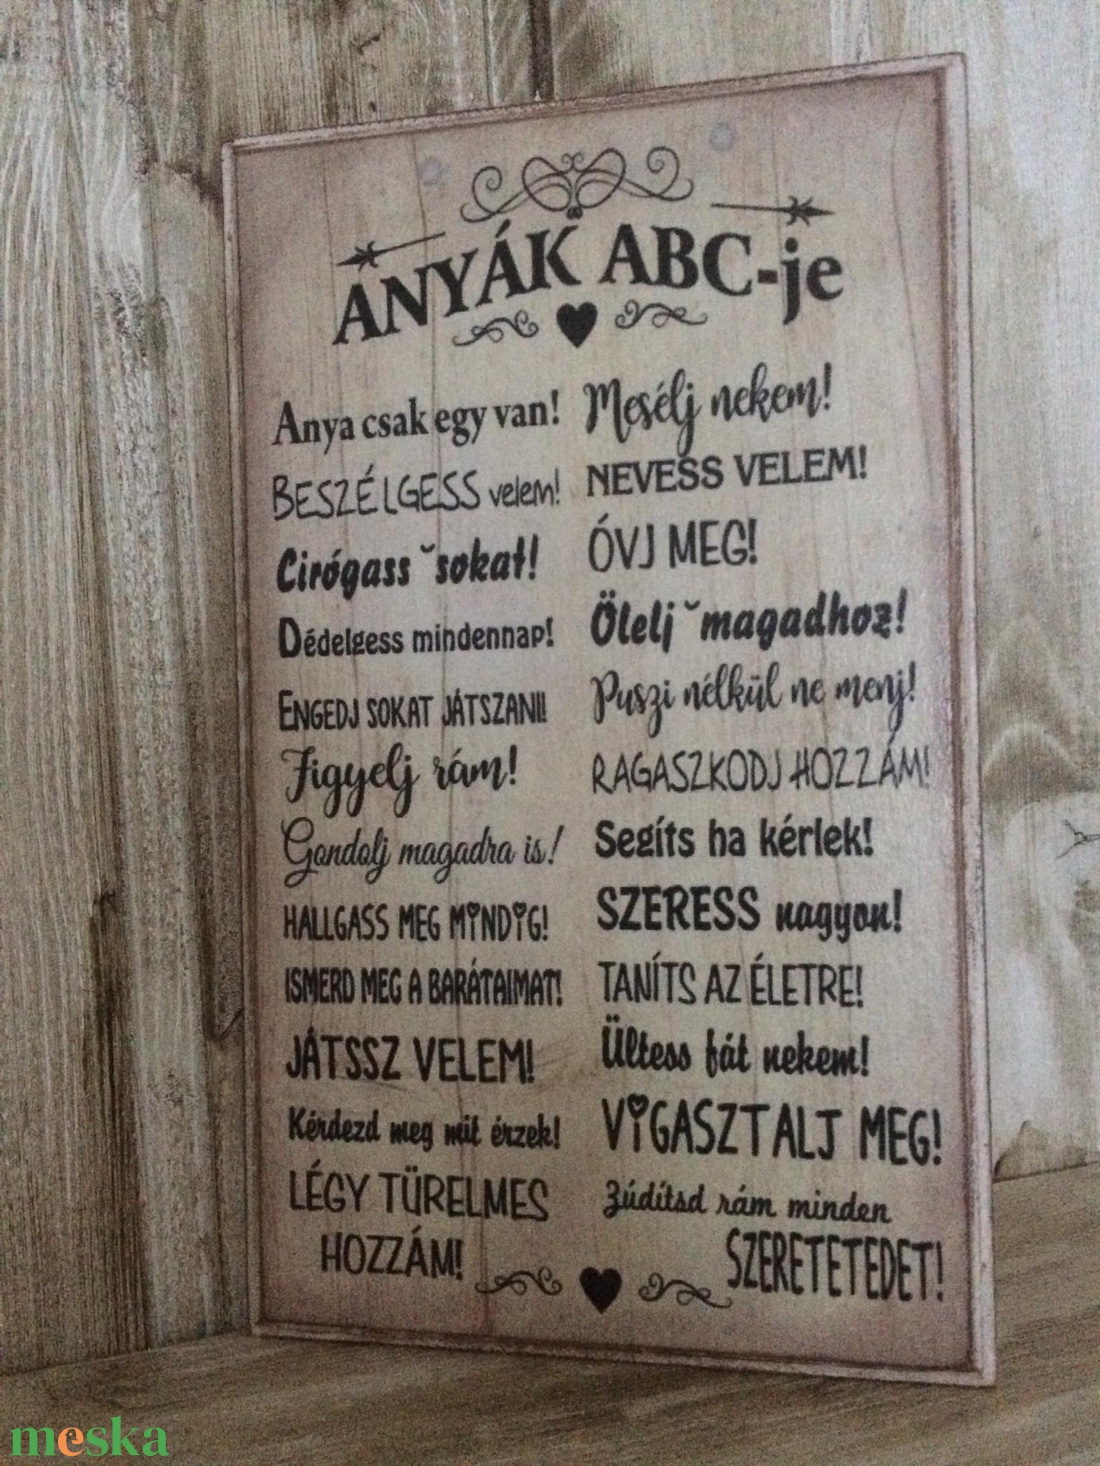 ANYÁK ABC-je
Anya csak egy van!
BESZÉLGESS velem!
Cirógass sokat!
Dédelgess mindennap!
ENGEDJ SOKAT JÁTSZANI!
Figyelj rám!
Gondolj magadra is!
HALLGASS MEG MINDIG!
ISMERD MEG A BARÁTAIMAT!
JÁTSSZ VELEM!
Kérdezd meg mit érzek!
LÉGY TÜRELMES
HOZZÁM!
Mesélj nekem!
NEVESS VELEM!
ÓVJ MEG!
Ölelj magadhoz!
Puszi nélkül ne menj!
RAGASZKODJ HOZZÁM!
Segíts ha kérlek!
SZERESS nagyon!
TANÍTS AZ ÉLETRE!
Ültess fát nekem!
VIGASZTALJ MEG!
Zúdítsd rám minden
SZERETETEDET!
meska